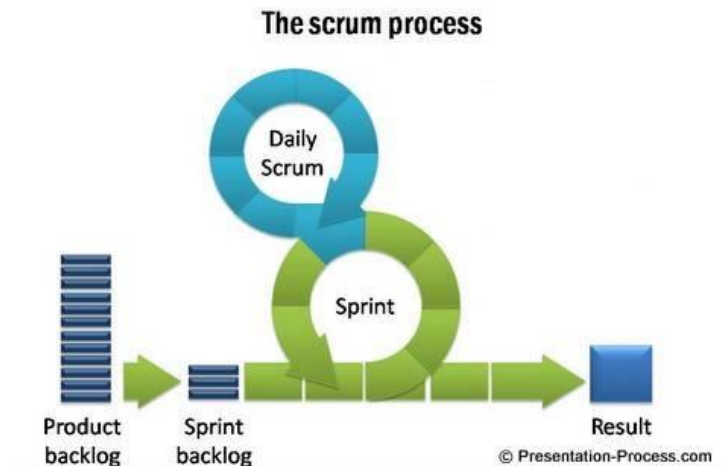 The scrum process
Daily
Scrum
Sprint
Product
backlog
Sprint
backlog
Result
© Presentation-Process.com